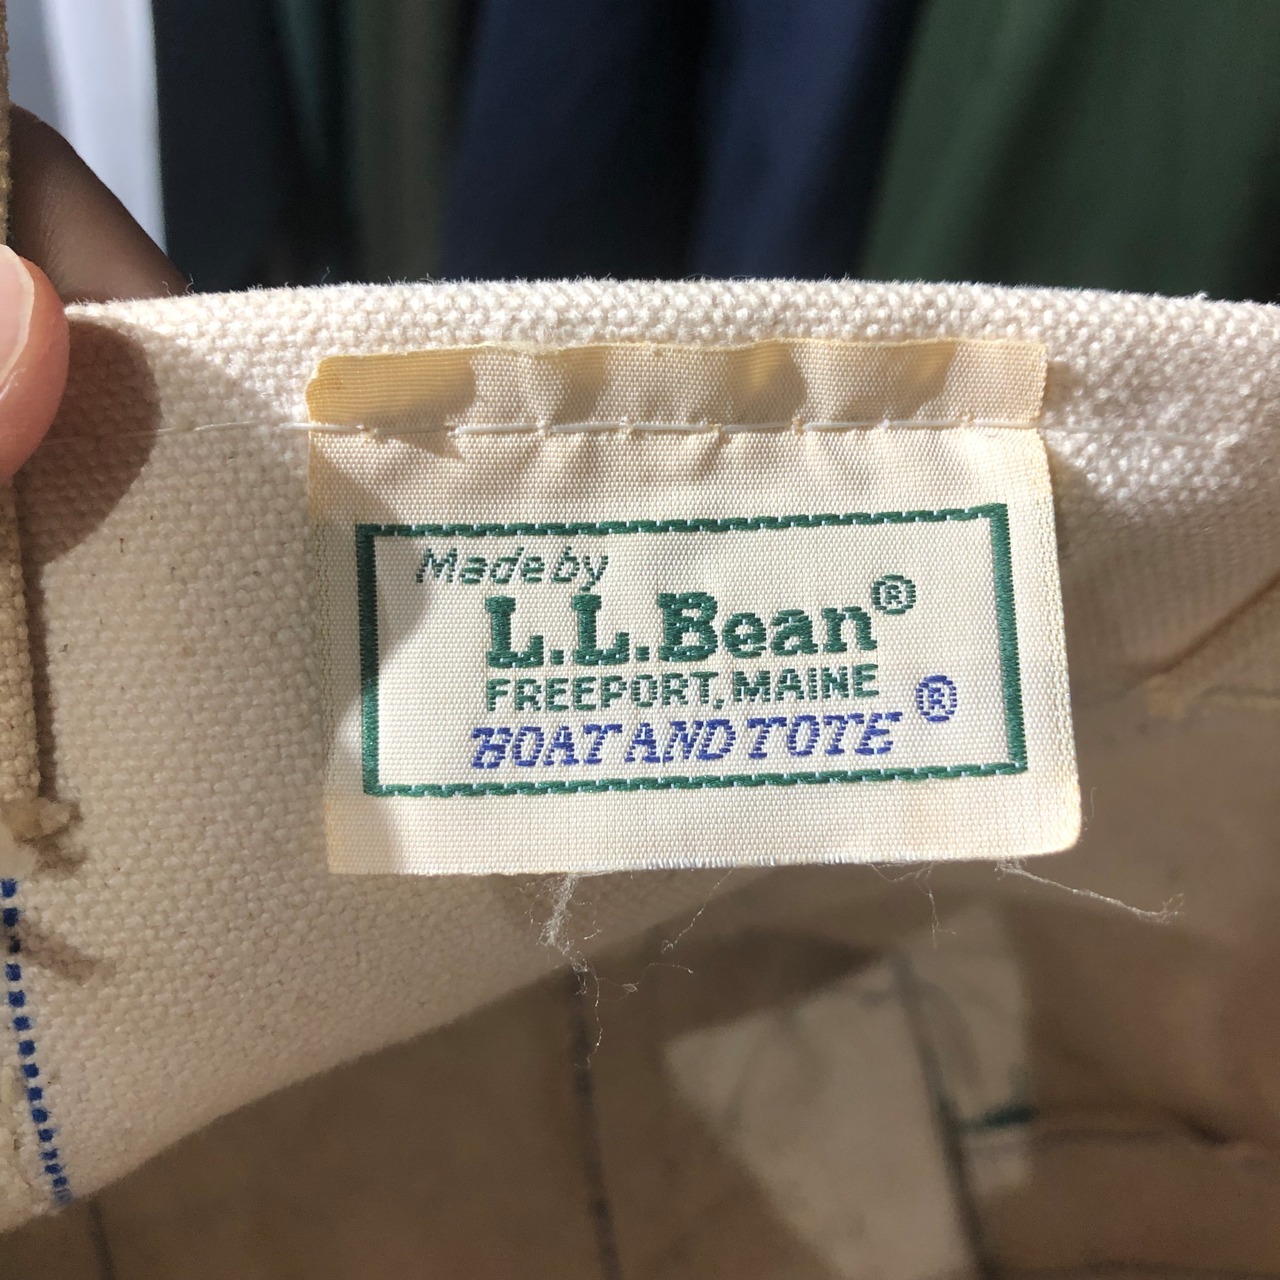 Made by
L.L.Bean®
FREEPORT, MAINE
BOAT AND TOTE ®